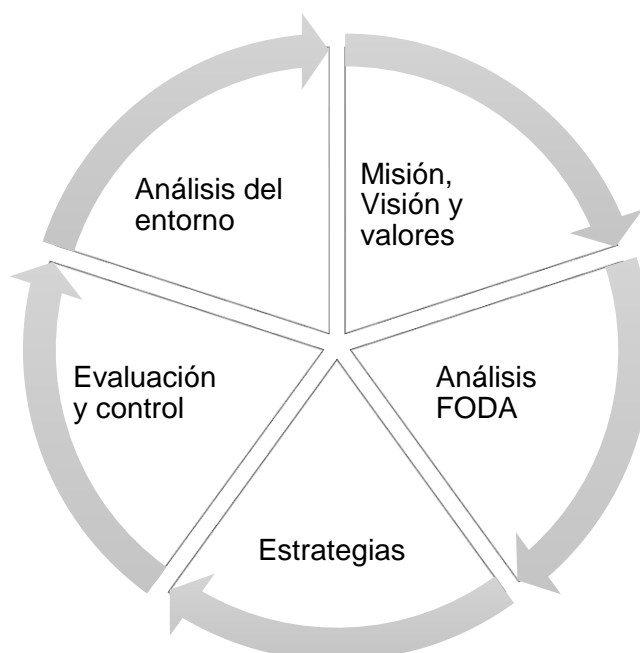 Análisis del
entorno
Misión,
Visión y
valores
Evaluación
y control
Análisis
FODA
Estrategias